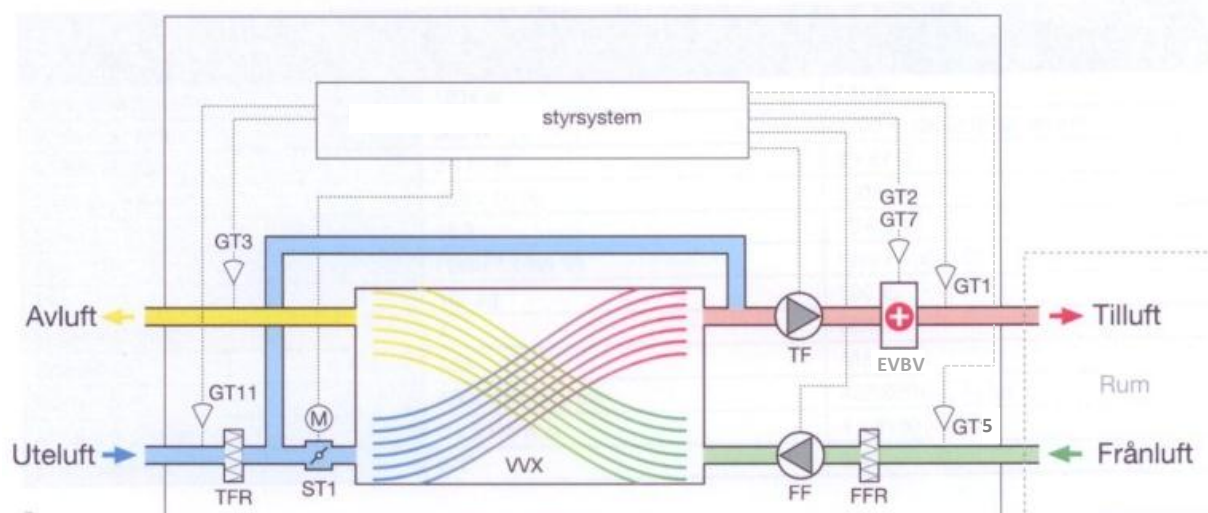 styrsystem
GT2
GT7
GT3
GT1
Avluft
Tilluft
TF
EVBV
Rum
GT11
M
GT5
Uteluft
Frånluft
TFR
ST1
VVX
FF
FFR